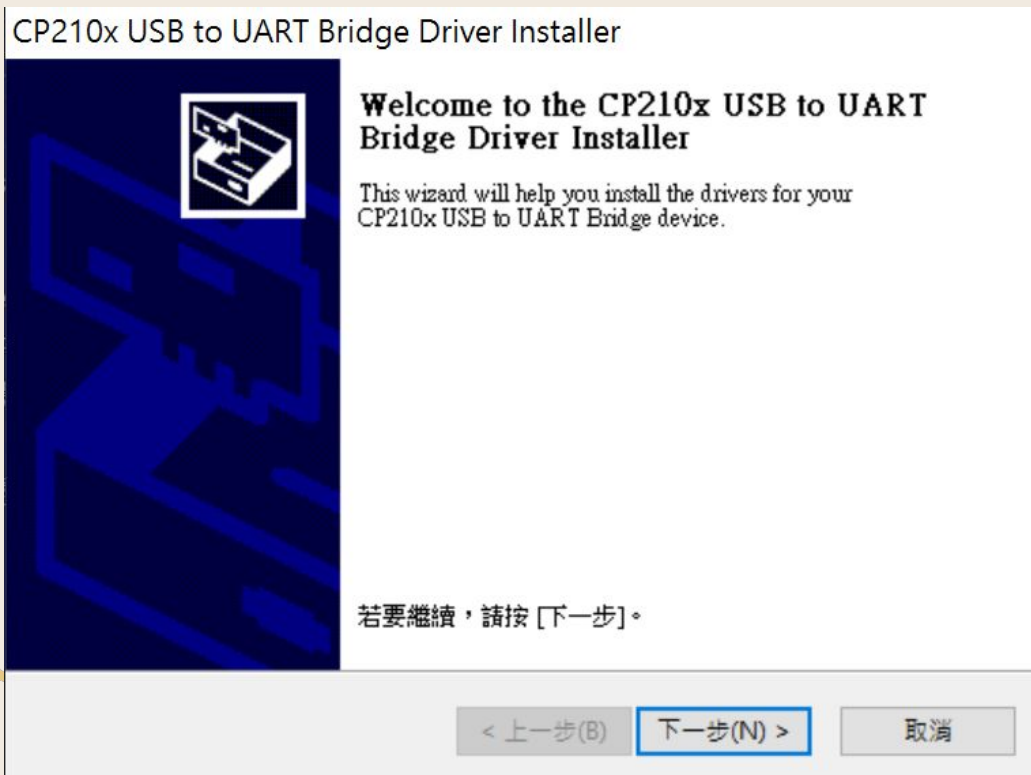 CP210x USB to UART Bridge Driver Installer
Welcome to the CP210x USB to UART
Bridge Driver Installer
This wizard will help you install the drivers for your
CP210x USB to UART Bridge device.
若要繼續，請按 [下一步]。
< 上一步(B)
下一步(N) >
取消